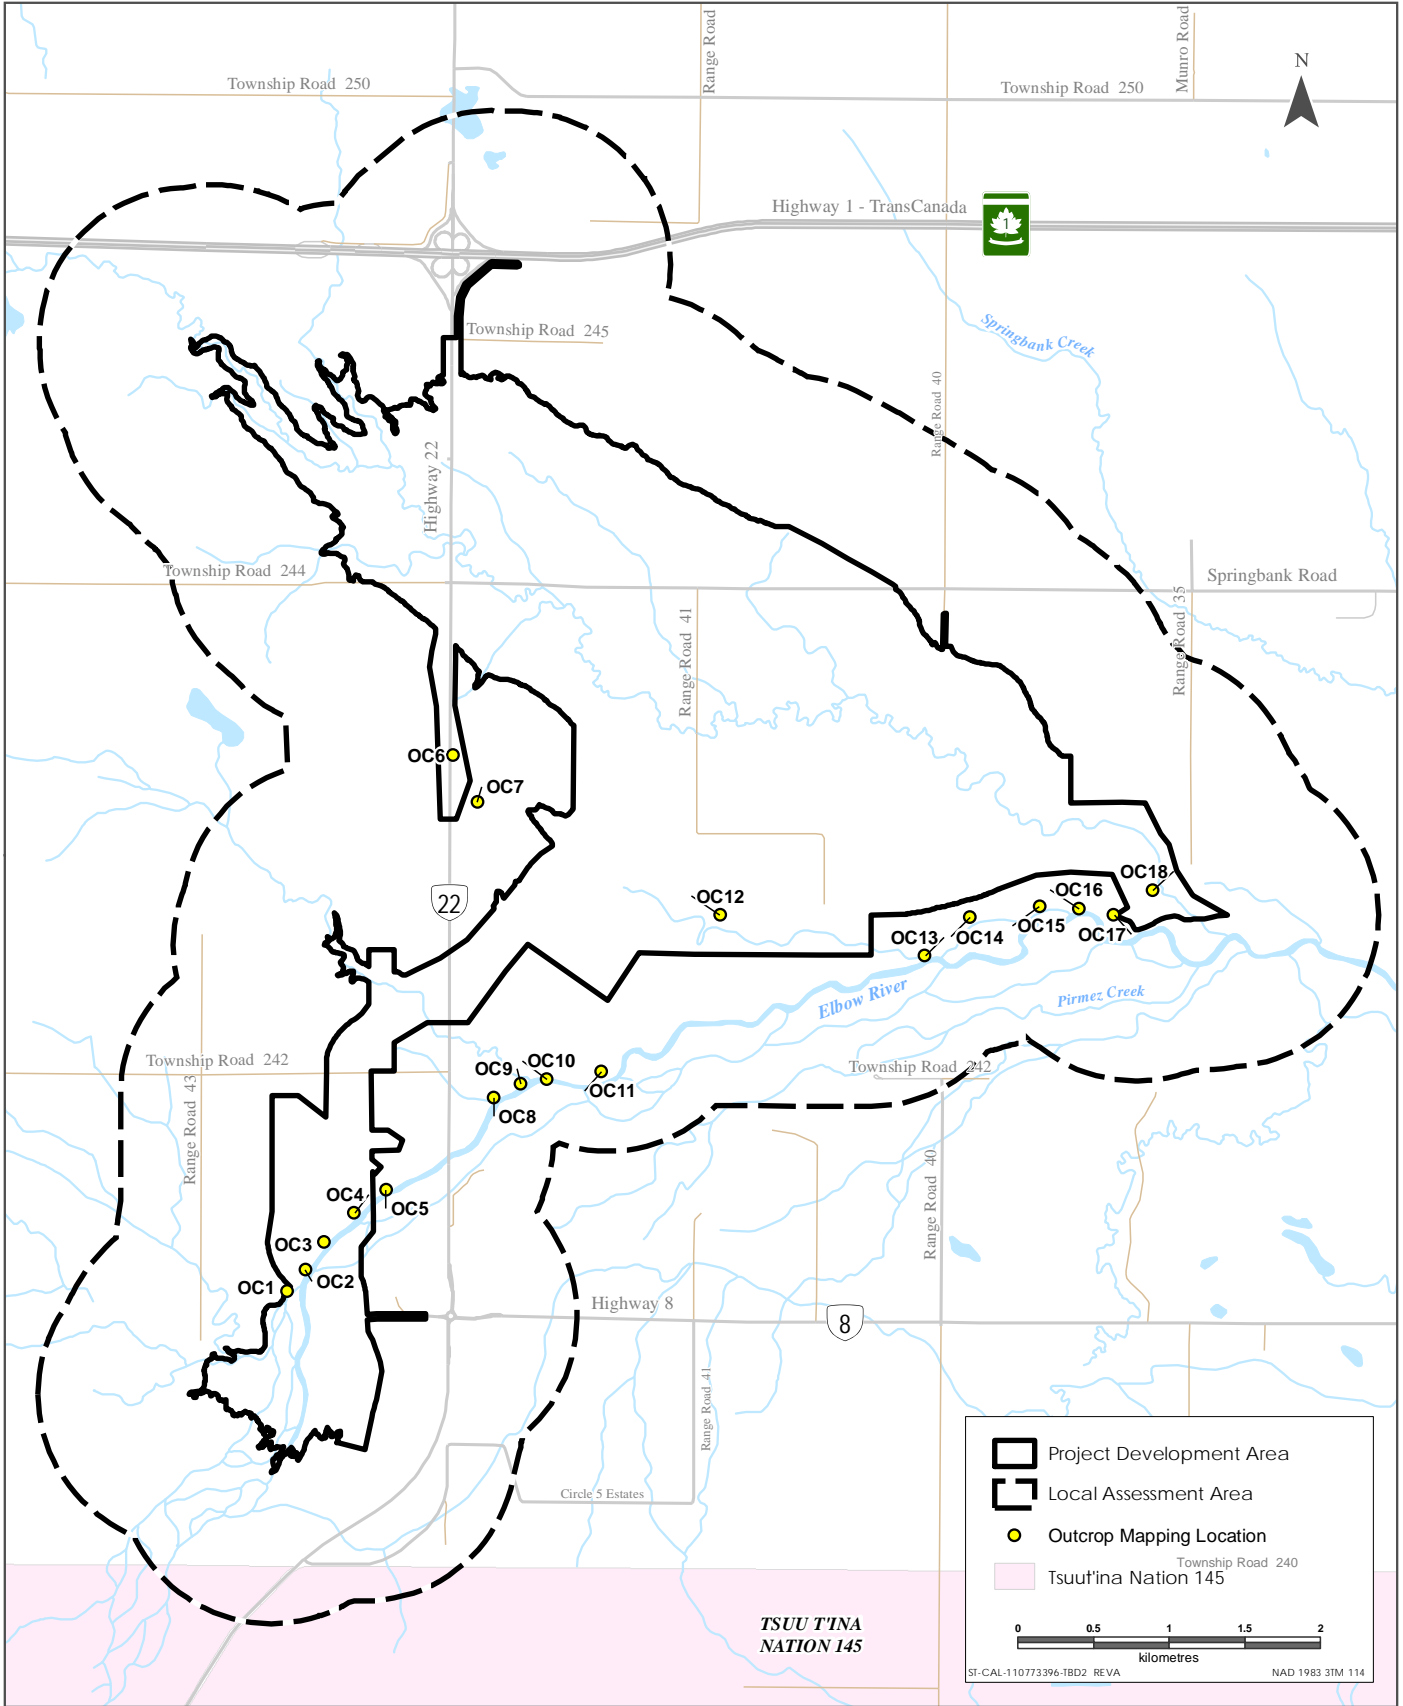 Range Road
Munro Road
Township Road 250
Township Road 250
N
Highway 1 - TransCanada
1
Township Road 245
Springbank Creek
Range Road 40
Highway 22
Township Road 244
Springbank Road
Range Road 41
Range Road 35
OC6
OC7
22
OC12
OC18
OC16
OC15
OC17
OC13
OC14
Elbow River
Pirmez Creek
Township Road 242
Range Road 43
OC9
OC10
OC11
OC8
Township Road 242
Range Road 40
OC4
OC5
OC3
OC2
OC1
Highway 8
8
Range Road 41
Circle 5 Estates
TSUU T'INA
NATION 145
Project Development Area
Local Assessment Area
Outcrop Mapping Location
Township Road 240
Tsuut'ina Nation 145
0 0.5 1 1.5 2
kilometres
ST-CAL-110773396-TBD2 REVA
NAD 1983 3TM 114